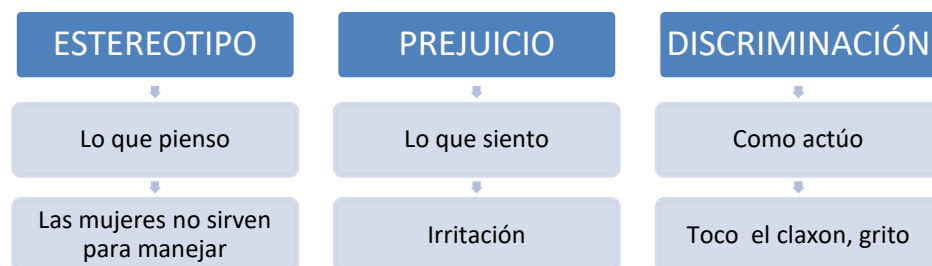 ESTEREOTIPO
Lo que pienso
Las mujeres no sirven
para manejar
PREJUICIO
Lo que siento
Irritación
DISCRIMINACIÓN
Como actúo
Toco el claxon, grito